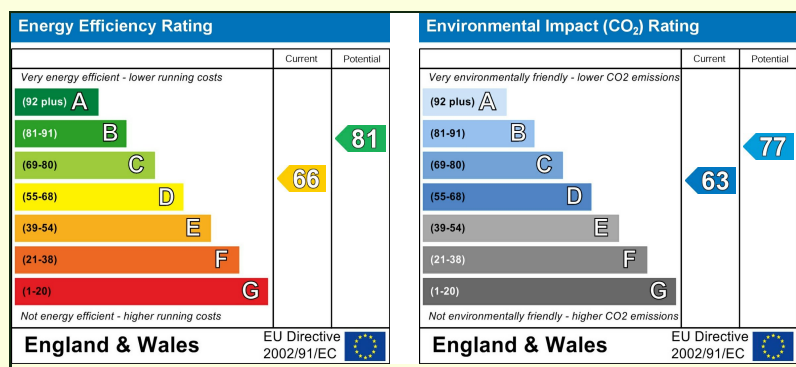 Energy Efficiency Rating
Current Potential
Very energy efficient - lower running costs
(92 plus) A
(81-91) B
81
(69-80) C
66
(55-68) D
(39-54) E
(21-38) F
(1-20) G
Not energy efficient - higher running costs
England & Wales
EU Directive
2002/91/EC
Environmental Impact (CO₂) Rating
Current Potential
Very environmentally friendly - lower CO2 emissions
(92 plus) A
(81-91) B
77
(69-80) C
63
(55-68) D
(39-54) E
(21-38) F
(1-20) G
Not environmentally friendly - higher CO2 emissions
England & Wales
EU Directive
2002/91/EC